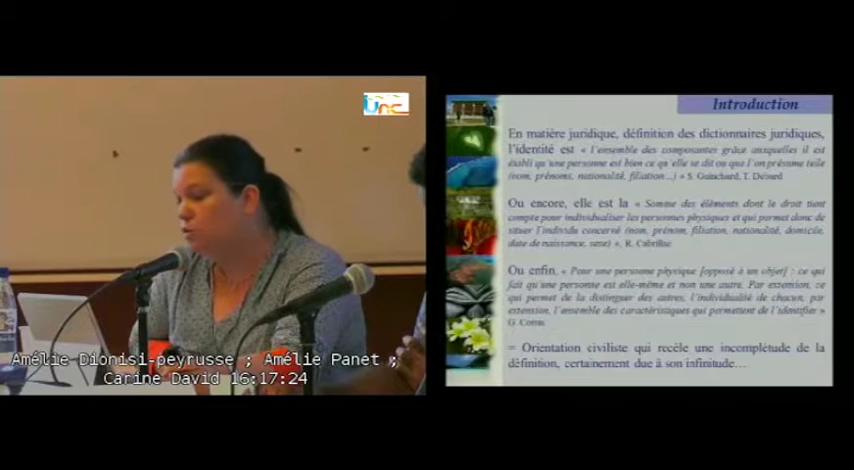 unc
Amélie Dionisi-peyrusse ; Amélie Panet ;
Carine David 16:17:24
Introduction
En matière juridique, définition des dictionnaires juridiques,
l'identité est « l'ensemble des composantes grâce auxquelles il est
établi qu'une personne est bien ce qu'elle se dit ou que l'on présume telle
(nom, prénoms, nationalité, filiation...) » S. Guinchard, T. Debard
Ou encore, elle est la « Somme des éléments dont le droit tient
compte pour individualiser les personnes physiques et qui permet donc de
situer l'individu concerné (nom, prénom, filiation, nationalité, domicile,
date de naissance, sexe) », R. Cabrillac
Ou enfin, « Pour une personne physique [opposé à un objet] : ce qui
fait qu'une personne est elle-même et non une autre. Par extension, ce
qui permet de la distinguer des autres, l'individualité de chacun, par
extension, l'ensemble des caractéristiques qui permettent de l'identifier »
G. Cornu
= Orientation civiliste qui recèle une incomplétude de la
définition, certainement due à son infinitude...